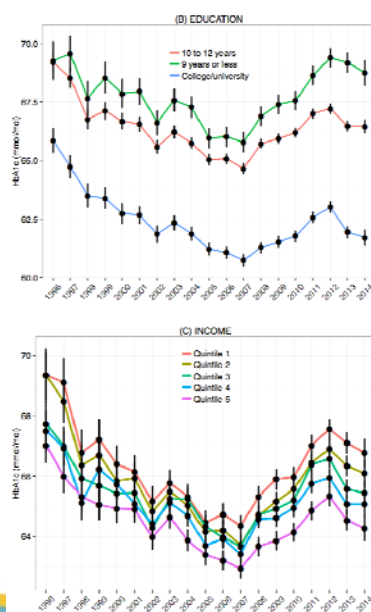 (B) EDUCATION
70.0
67.5
65.0
62.5
60.0
HbA1c (mmol/mol)
10 to 12 years
9 years or less
College/university
1996 1997 1998 1999 2000 2001 2002 2003 2004 2005 2006 2007 2008 2009 2010 2011 2012 2013 2014
(C) INCOME
70
68
66
64
HbA1c (mmol/mol)
Quintile 1
Quintile 2
Quintile 3
Quintile 4
Quintile 5
1996 1997 1998 1999 2000 2001 2002 2003 2004 2005 2006 2007 2008 2009 2010 2011 2012 2013 2014